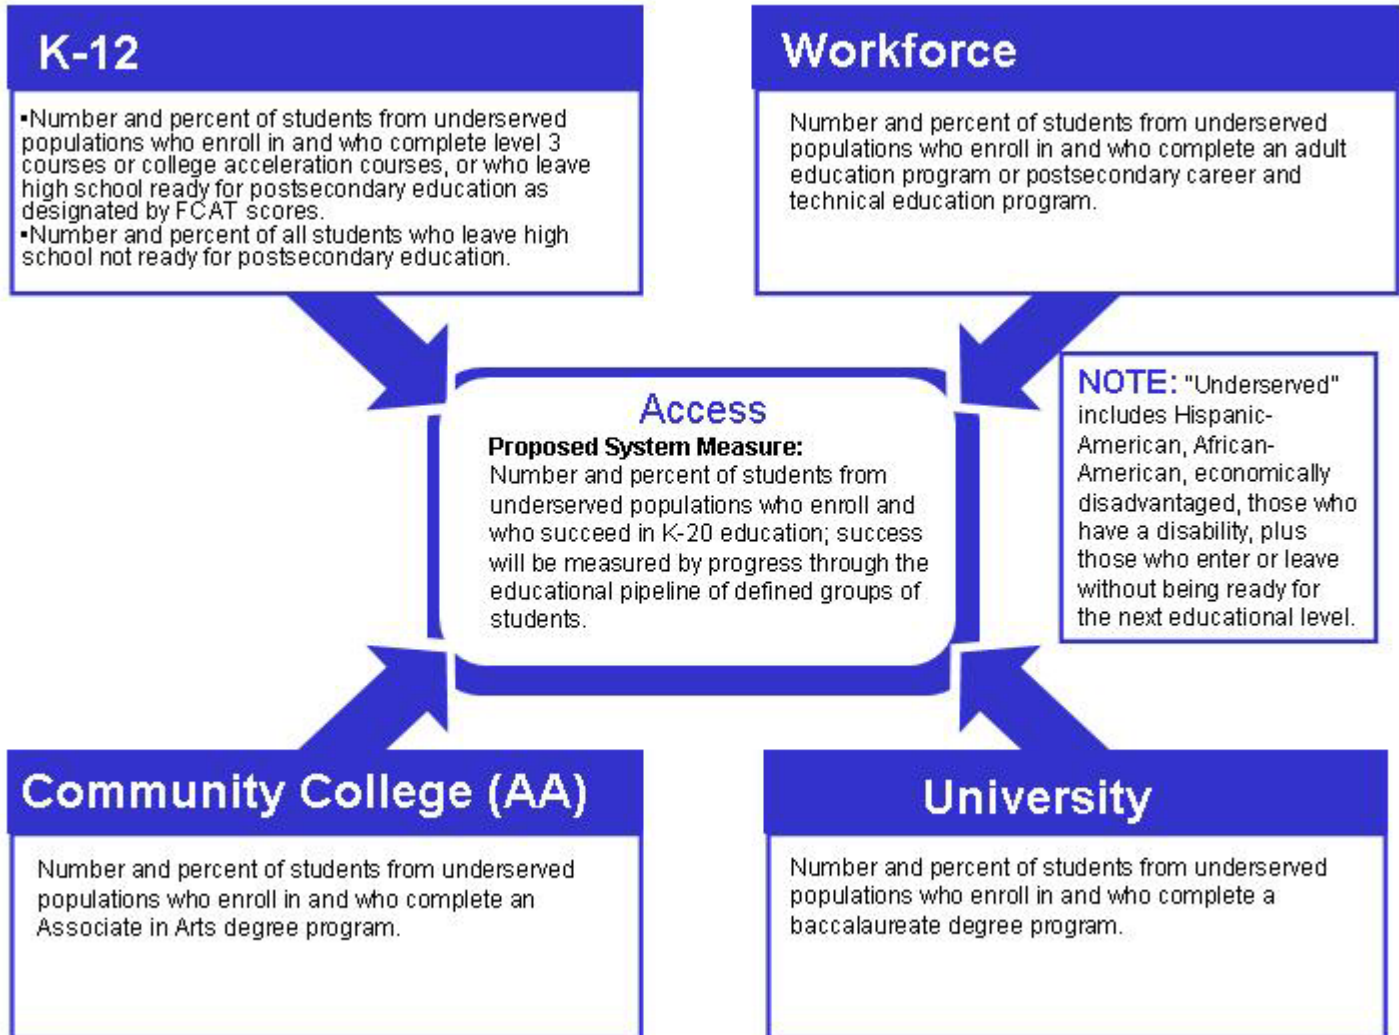 K-12
▪Number and percent of students from underserved
populations who enroll in and who complete level 3
courses or college acceleration courses, or who leave
high school ready for postsecondary education as
designated by FCAT scores.
▪Number and percent of all students who leave high
school not ready for postsecondary education.
Workforce
Number and percent of students from underserved
populations who enroll in and who complete an adult
education program or postsecondary career and
technical education program.
Access
Proposed System Measure:
Number and percent of students from
underserved populations who enroll and
who succeed in K-20 education; success
will be measured by progress through the
educational pipeline of defined groups of
students.
NOTE: "Underserved"
includes Hispanic-
American, African-
American, economically
disadvantaged, those who
have a disability, plus
those who enter or leave
without being ready for
the next educational level.
Community College (AA)
Number and percent of students from underserved
populations who enroll in and who complete an
Associate in Arts degree program.
University
Number and percent of students from underserved
populations who enroll in and who complete a
baccalaureate degree program.